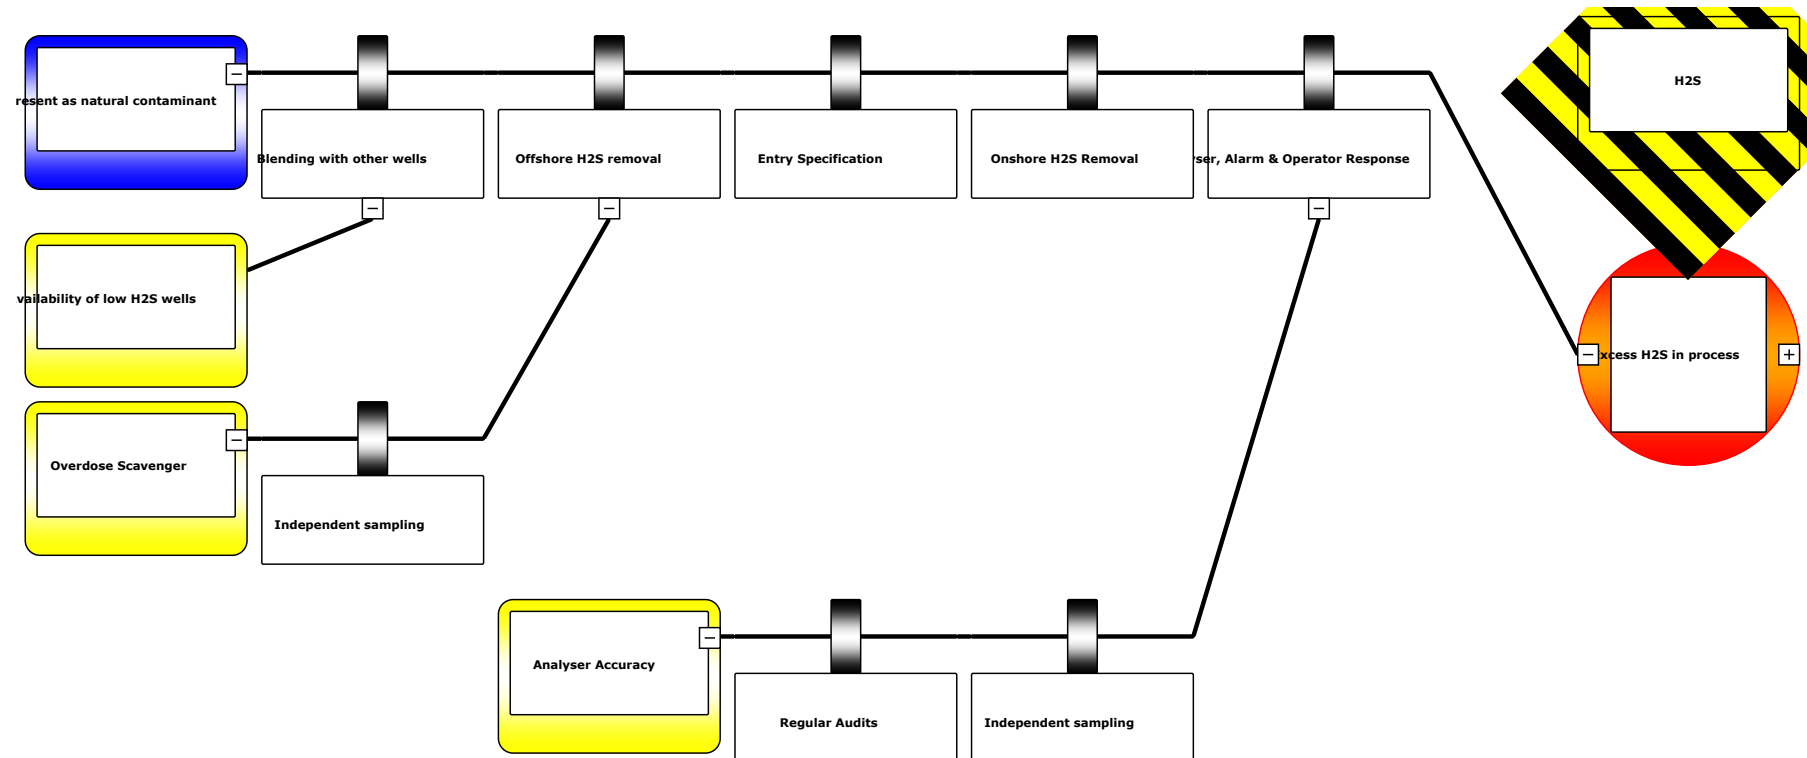 H2S
resent as natural contaminant
Blending with other wells
Offshore H2S removal
Entry Specification
Onshore H2S Removal
ser, Alarm & Operator Response
vailability of low H2S wells
xcess H2S in process
Overdose Scavenger
Independent sampling
Analyser Accuracy
Regular Audits
Independent sampling